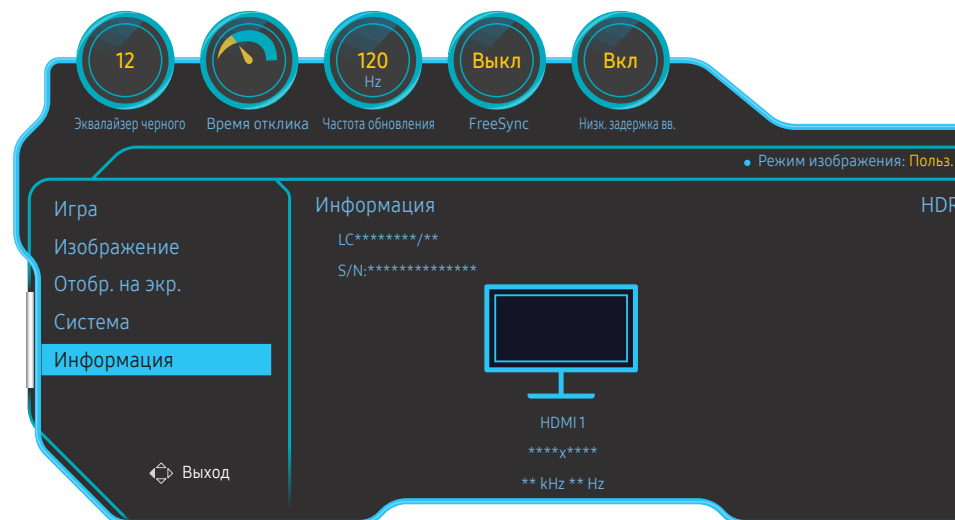 12
120
Hz
Выкл
Вкл
Эквалайзер черного
Время отклика
Частота обновления
FreeSync
Низк. задержка вв.
Режим изображения: Польз.
Игра
Изображение
Отобр. на экр.
Система
Информация
Выход
Информация
HDR
LC********/**
S/N:**************
HDMI1
****x****
** kHz ** Hz